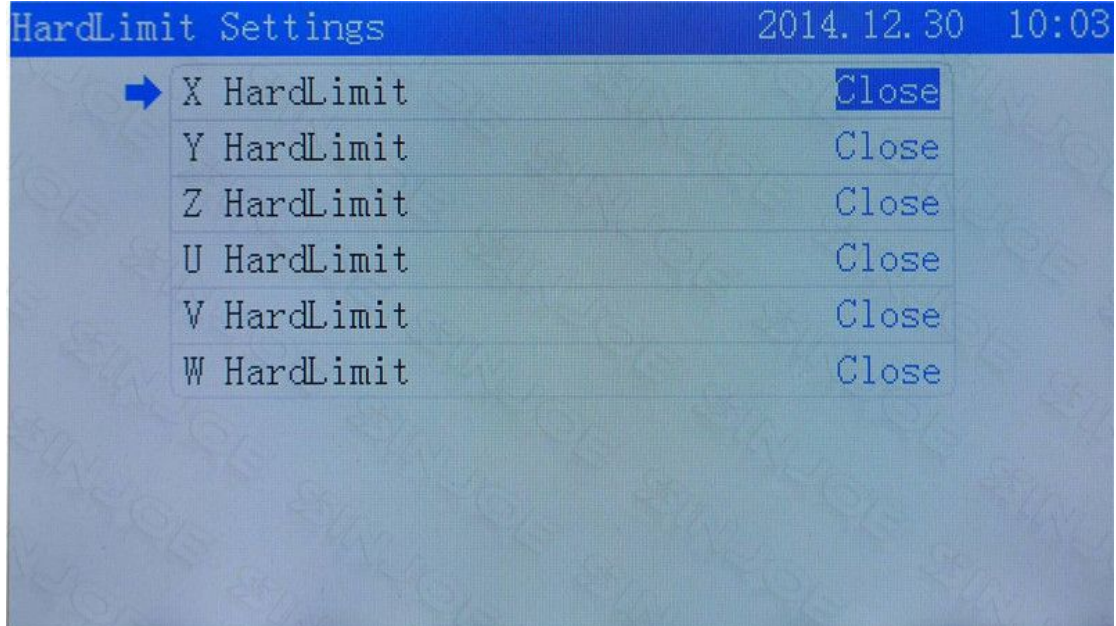 HardLimit Settings 2014.12.30 10:03
X HardLimit Close
Y HardLimit Close
Z HardLimit Close
U HardLimit Close
V HardLimit Close
W HardLimit Close